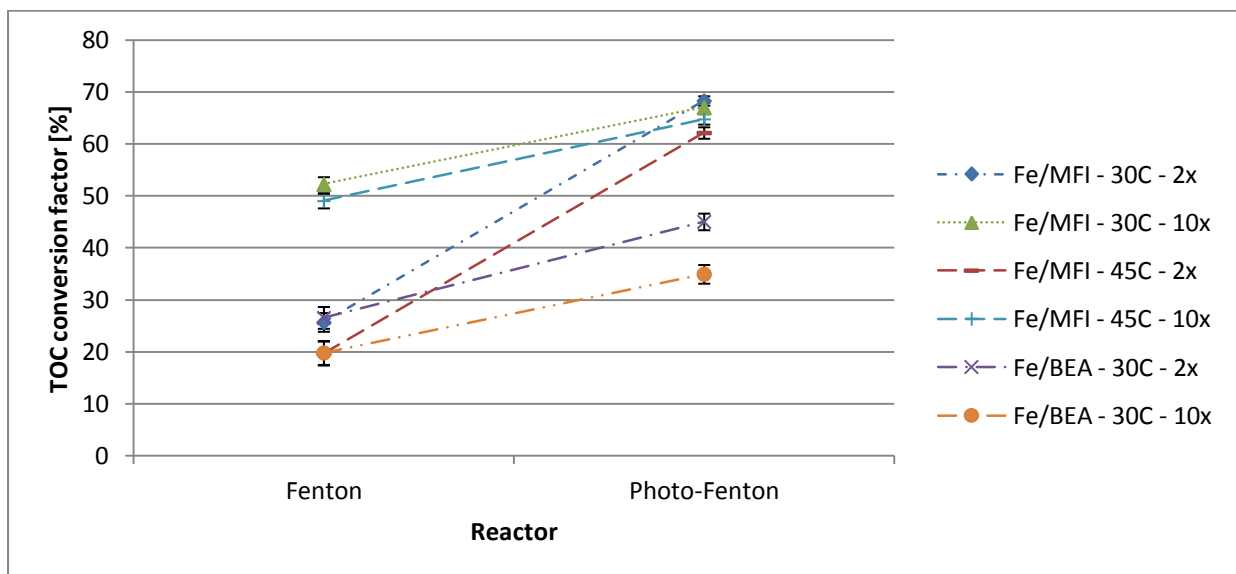 80
70
60
50
40
30
20
10
0
TOC conversion factor [%]
Fenton
Photo-Fenton
Reactor
Fe/MFI - 30C - 2x
Fe/MFI - 30C - 10x
Fe/MFI - 45C - 2x
Fe/MFI - 45C - 10x
Fe/BEA - 30C - 2x
Fe/BEA - 30C - 10x